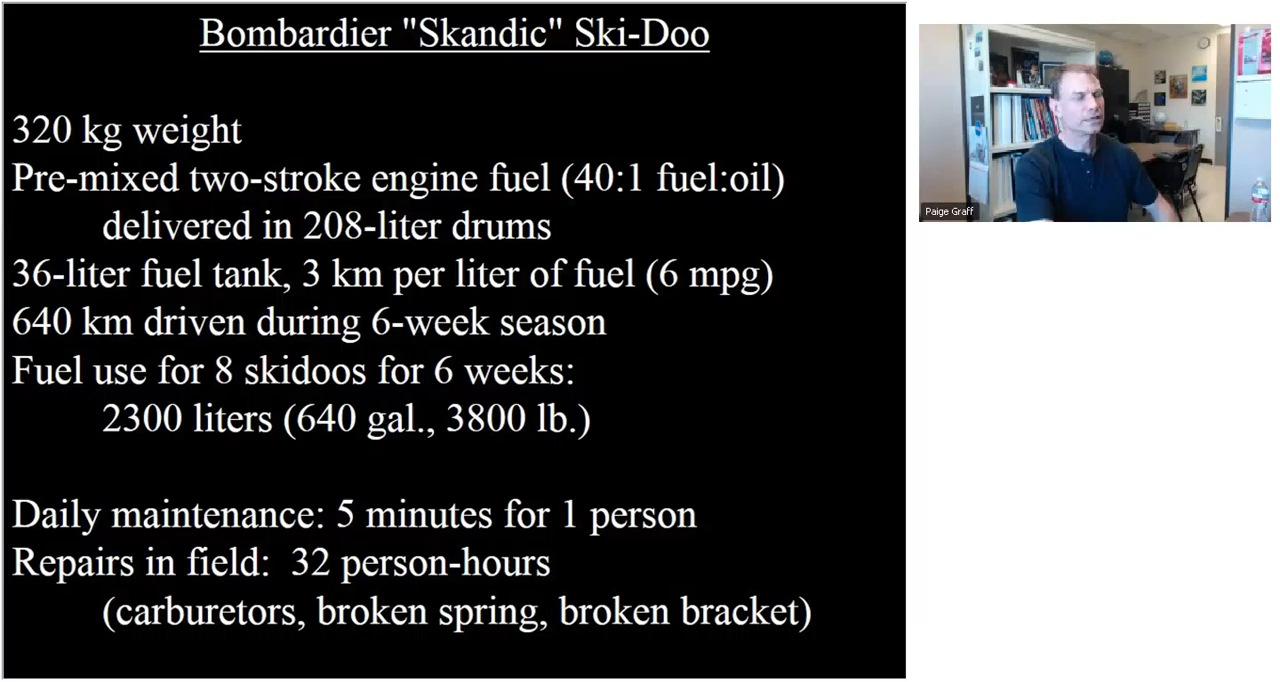 Bombardier "Skandic" Ski-Doo
320 kg weight
Pre-mixed two-stroke engine fuel (40:1 fuel:oil)
delivered in 208-liter drums
36-liter fuel tank, 3 km per liter of fuel (6 mpg)
640 km driven during 6-week season
Fuel use for 8 skidoos for 6 weeks:
2300 liters (640 gal., 3800 lb.)
Daily maintenance: 5 minutes for 1 person
Repairs in field: 32 person-hours
(carburetors, broken spring, broken bracket)
Paige Graff